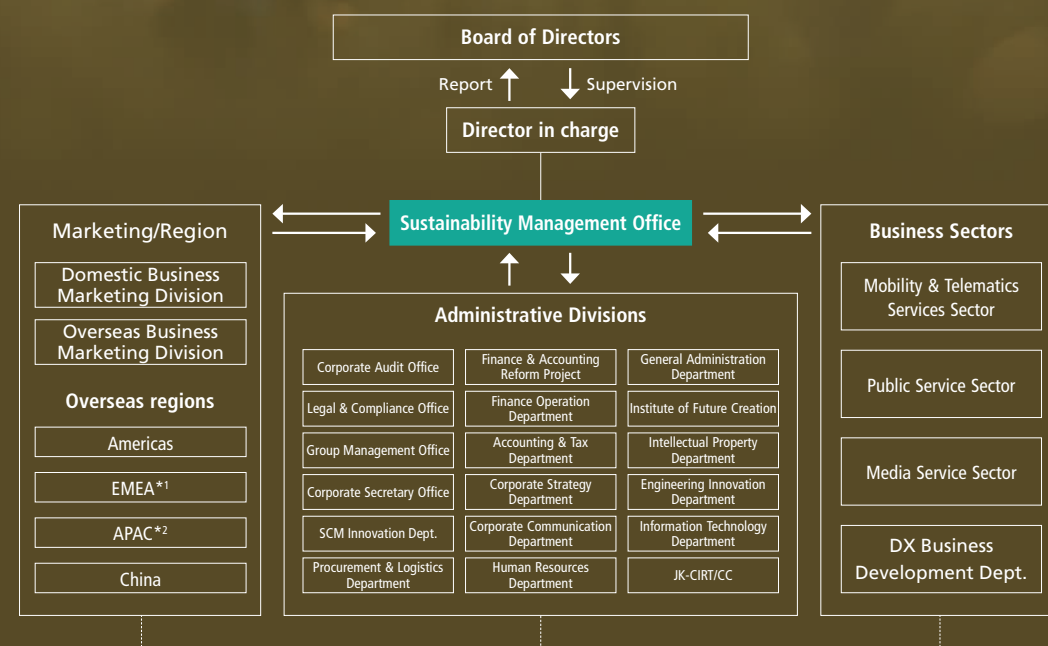 Board of Directors
Report
Supervision
Director in charge
Sustainability Management Office
Marketing/Region
Domestic Business
Marketing Division
Overseas Business
Marketing Division
Overseas regions
Americas
EMEA*1
APAC*2
China
Administrative Divisions
Corporate Audit Office
Finance & Accounting
Reform Project
General Administration
Department
Legal & Compliance Office
Finance Operation
Department
Institute of Future Creation
Group Management Office
Accounting & Tax
Department
Intellectual Property
Department
Corporate Secretary Office
Corporate Strategy
Department
Engineering Innovation
Department
SCM Innovation Dept.
Corporate Communication
Department
Information Technology
Department
Procurement & Logistics
Department
Human Resources
Department
JK-CIRT/CC
Business Sectors
Mobility & Telematics
Services Sector
Public Service Sector
Media Service Sector
DX Business
Development Dept.